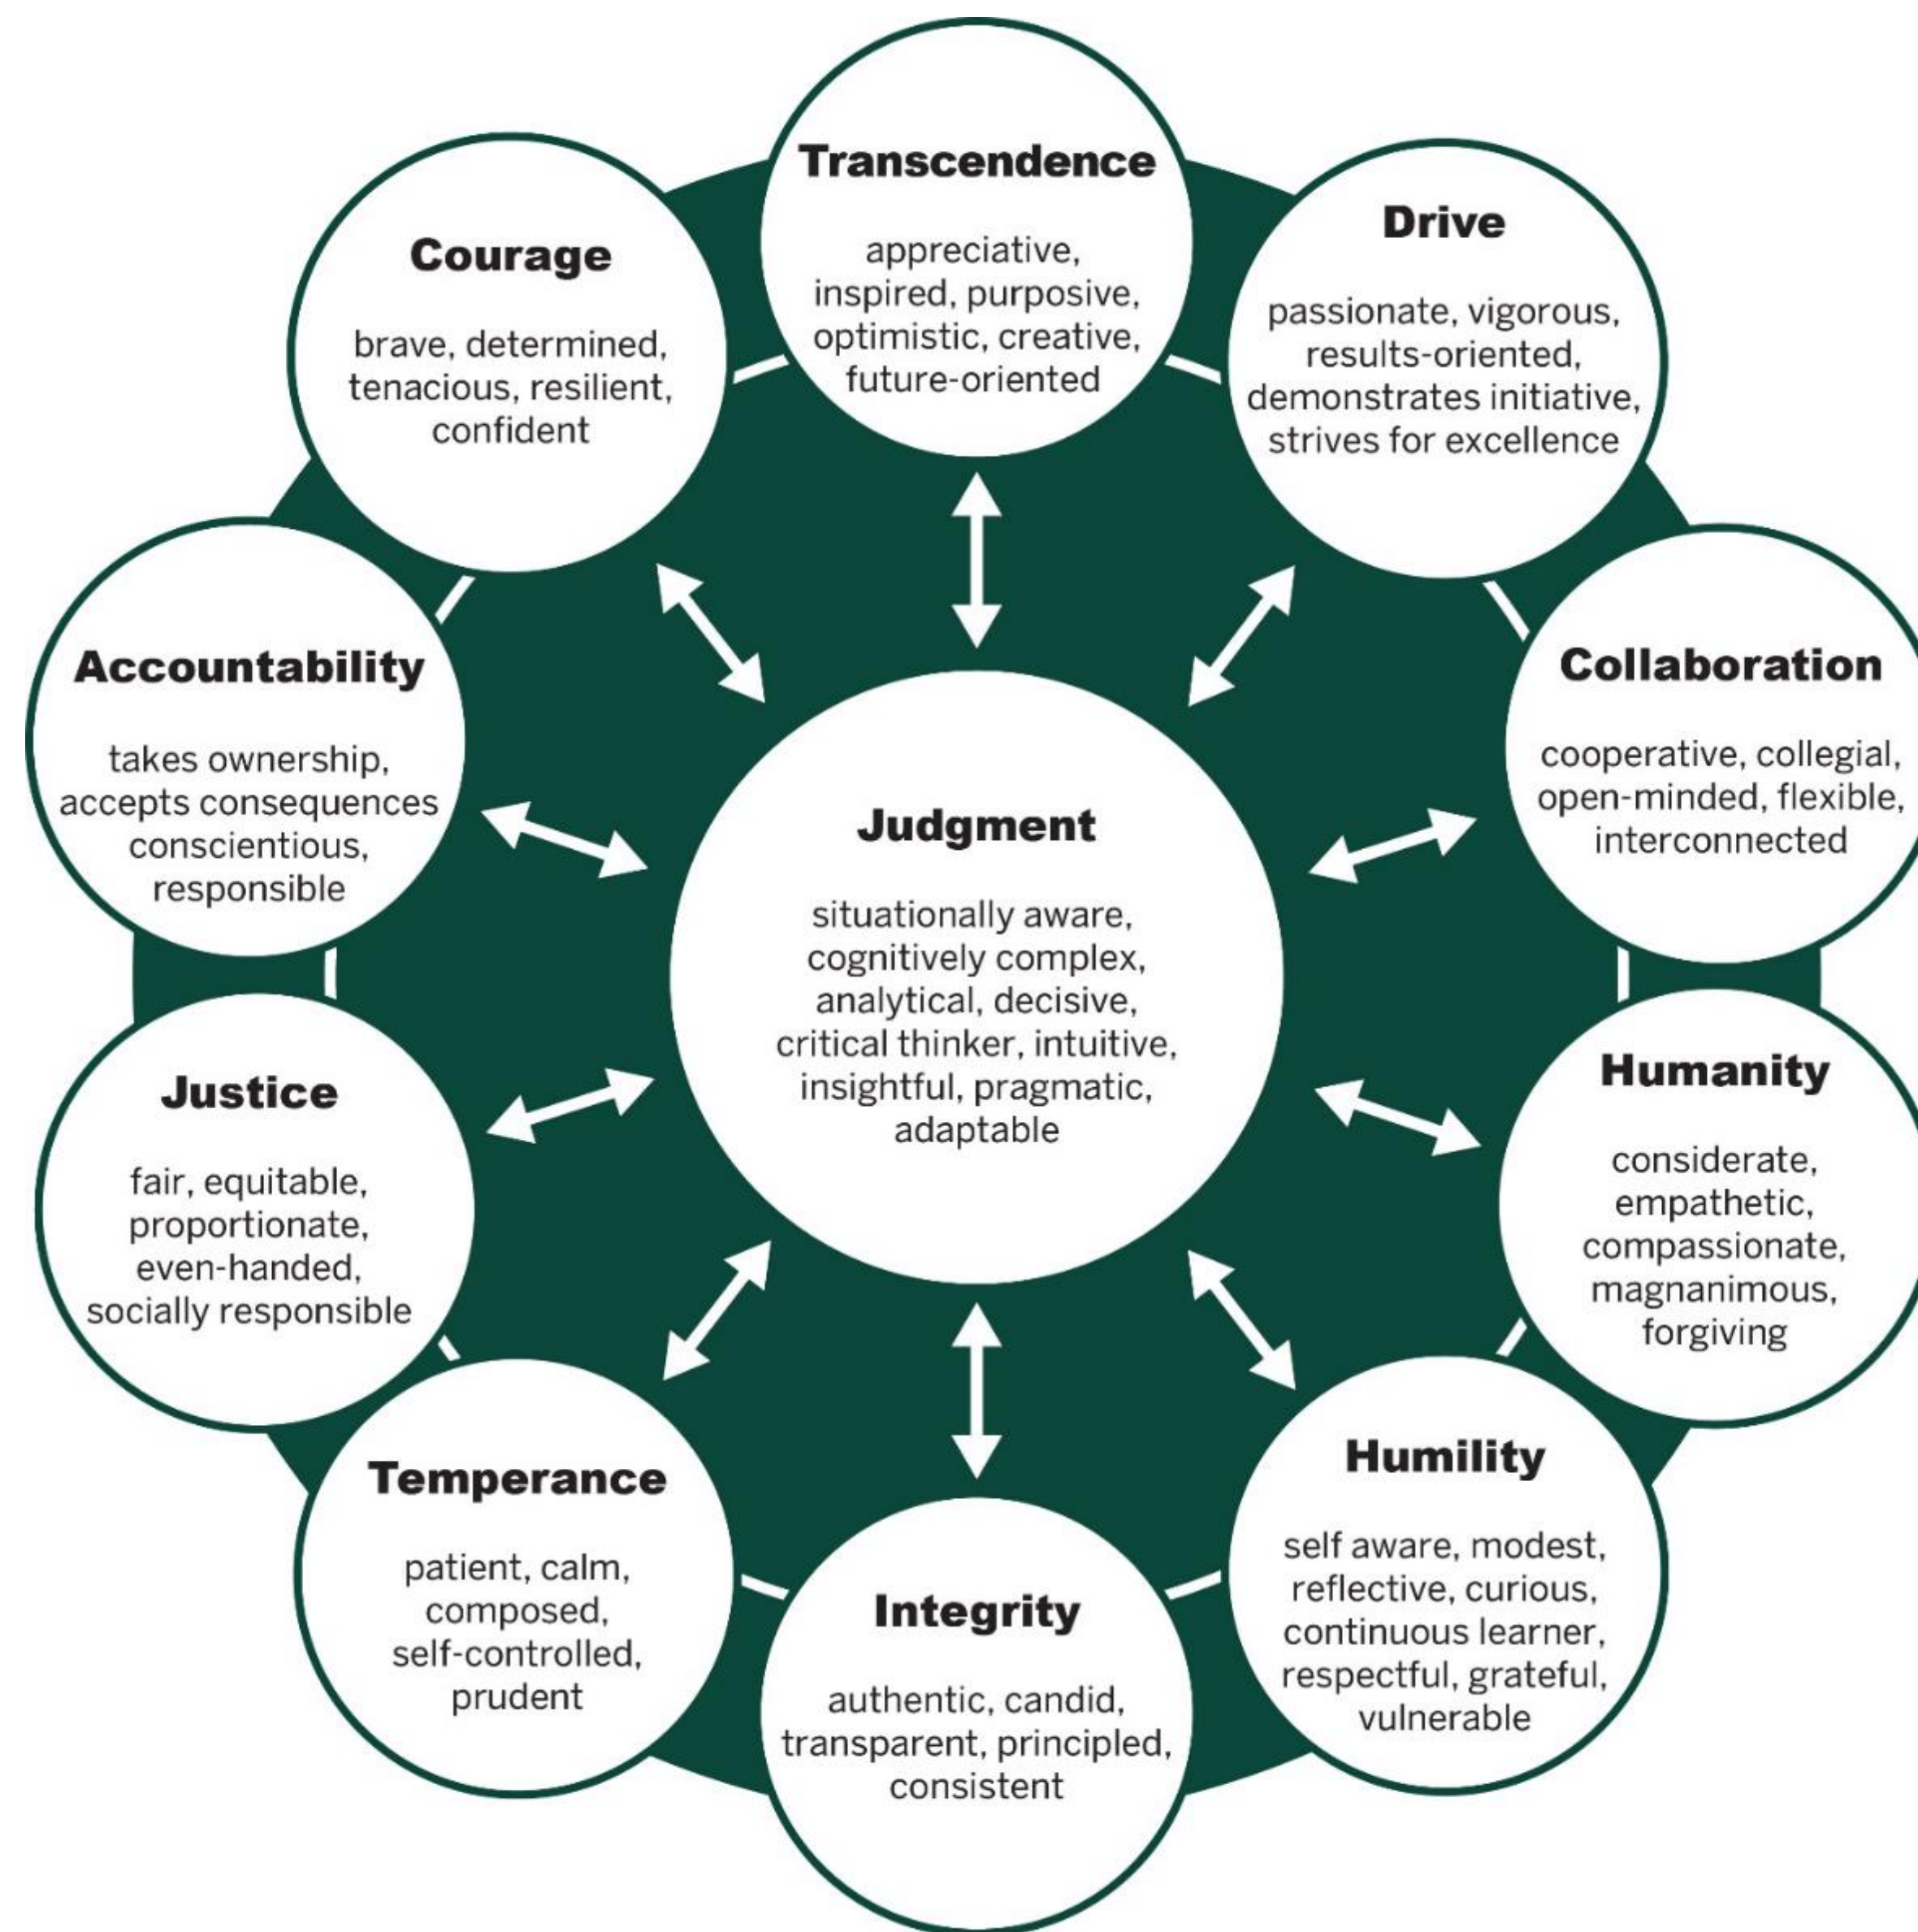 Transcendence
appreciative,
inspired, purposive,
optimistic, creative,
future-oriented
Drive
passionate, vigorous,
results-oriented,
demonstrates initiative,
strives for excellence
Collaboration
cooperative, collegial,
open-minded, flexible,
interconnected
Humanity
considerate,
empathetic,
compassionate,
magnanimous,
forgiving
Humility
self aware, modest,
reflective, curious,
continuous learner,
respectful, grateful,
vulnerable
Integrity
authentic, candid,
transparent, principled,
consistent
Temperance
patient, calm,
composed,
self-controlled,
prudent
Justice
fair, equitable,
proportionate,
even-handed,
socially responsible
Accountability
takes ownership,
accepts consequences
conscientious,
responsible
Courage
brave, determined,
tenacious, resilient,
confident
Judgment
situationally aware,
cognitively complex,
analytical, decisive,
critical thinker, intuitive,
insightful, pragmatic,
adaptable